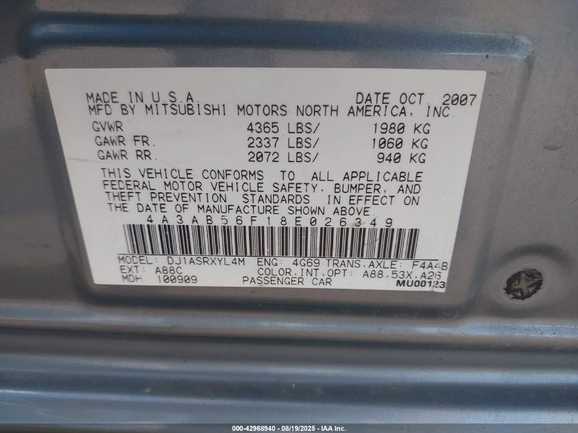 MADE IN U.S.A DATE OCT. 2007
MFD BY MITSUBISHI MOTORS NORTH AMERICA, INC
GVWR 4365 LBS/ 1980 KG
GAWR FR. 2337 LBS/ 1060 KG
GAWR RR. 2072 LBS/ 940 KG
THIS VEHICLE CONFORMS TO ALL APPLICABLE
FEDERAL MOTOR VEHICLE SAFETY, BUMPER, AND
THEFT PREVENTION STANDARDS IN EFFECT ON
THE DATE OF MANUFACTURE SHOWN ABOVE
4A3AB56F18E026349
MODEL: DJ1ASRXYL4M ENG: 4G69 TRANS.AXLE: F4A4B
EXT: A88C COLOR.INT.OPT: A88.53X.A26
MDH 100909 PASSENGER CAR MU00123
000-42968940 - 08/19/2025 - IAA Inc.